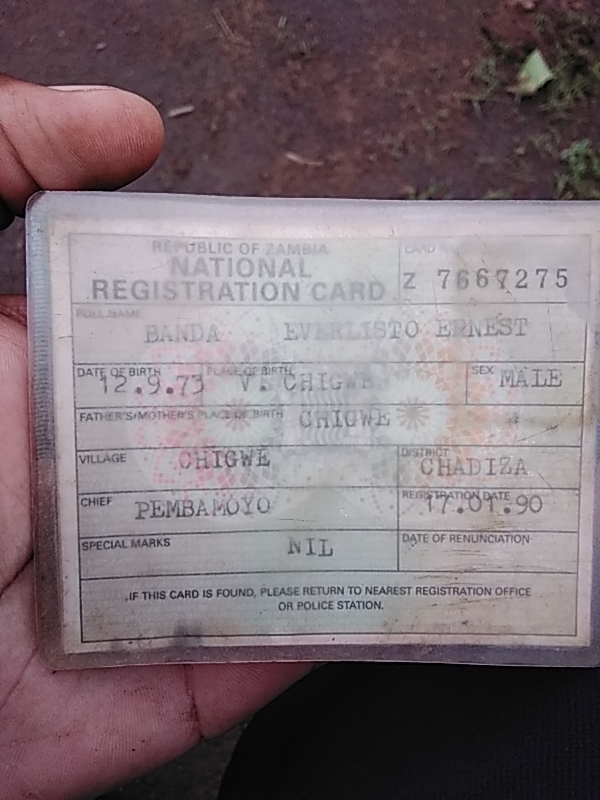 REPUBLIC OF ZAMBIA
NATIONAL
REGISTRATION CARD
CARD
Z 7667275
FULL NAME
BANDA EVERLISTO ERNEST
DATE OF BIRTH
12.9.73
PLACE OF BIRTH
V. CHIGWE
SEX
MALE
FATHER'S/MOTHER'S PLACE OF BIRTH CHIGWE
VILLAGE CHIGWE
DISTRICT
CHADIZA
CHIEF PEMBAMOYO
REGISTRATION DATE
17.01.90
SPECIAL MARKS NIL
DATE OF RENUNCIATION
IF THIS CARD IS FOUND, PLEASE RETURN TO NEAREST REGISTRATION OFFICE
OR POLICE STATION.